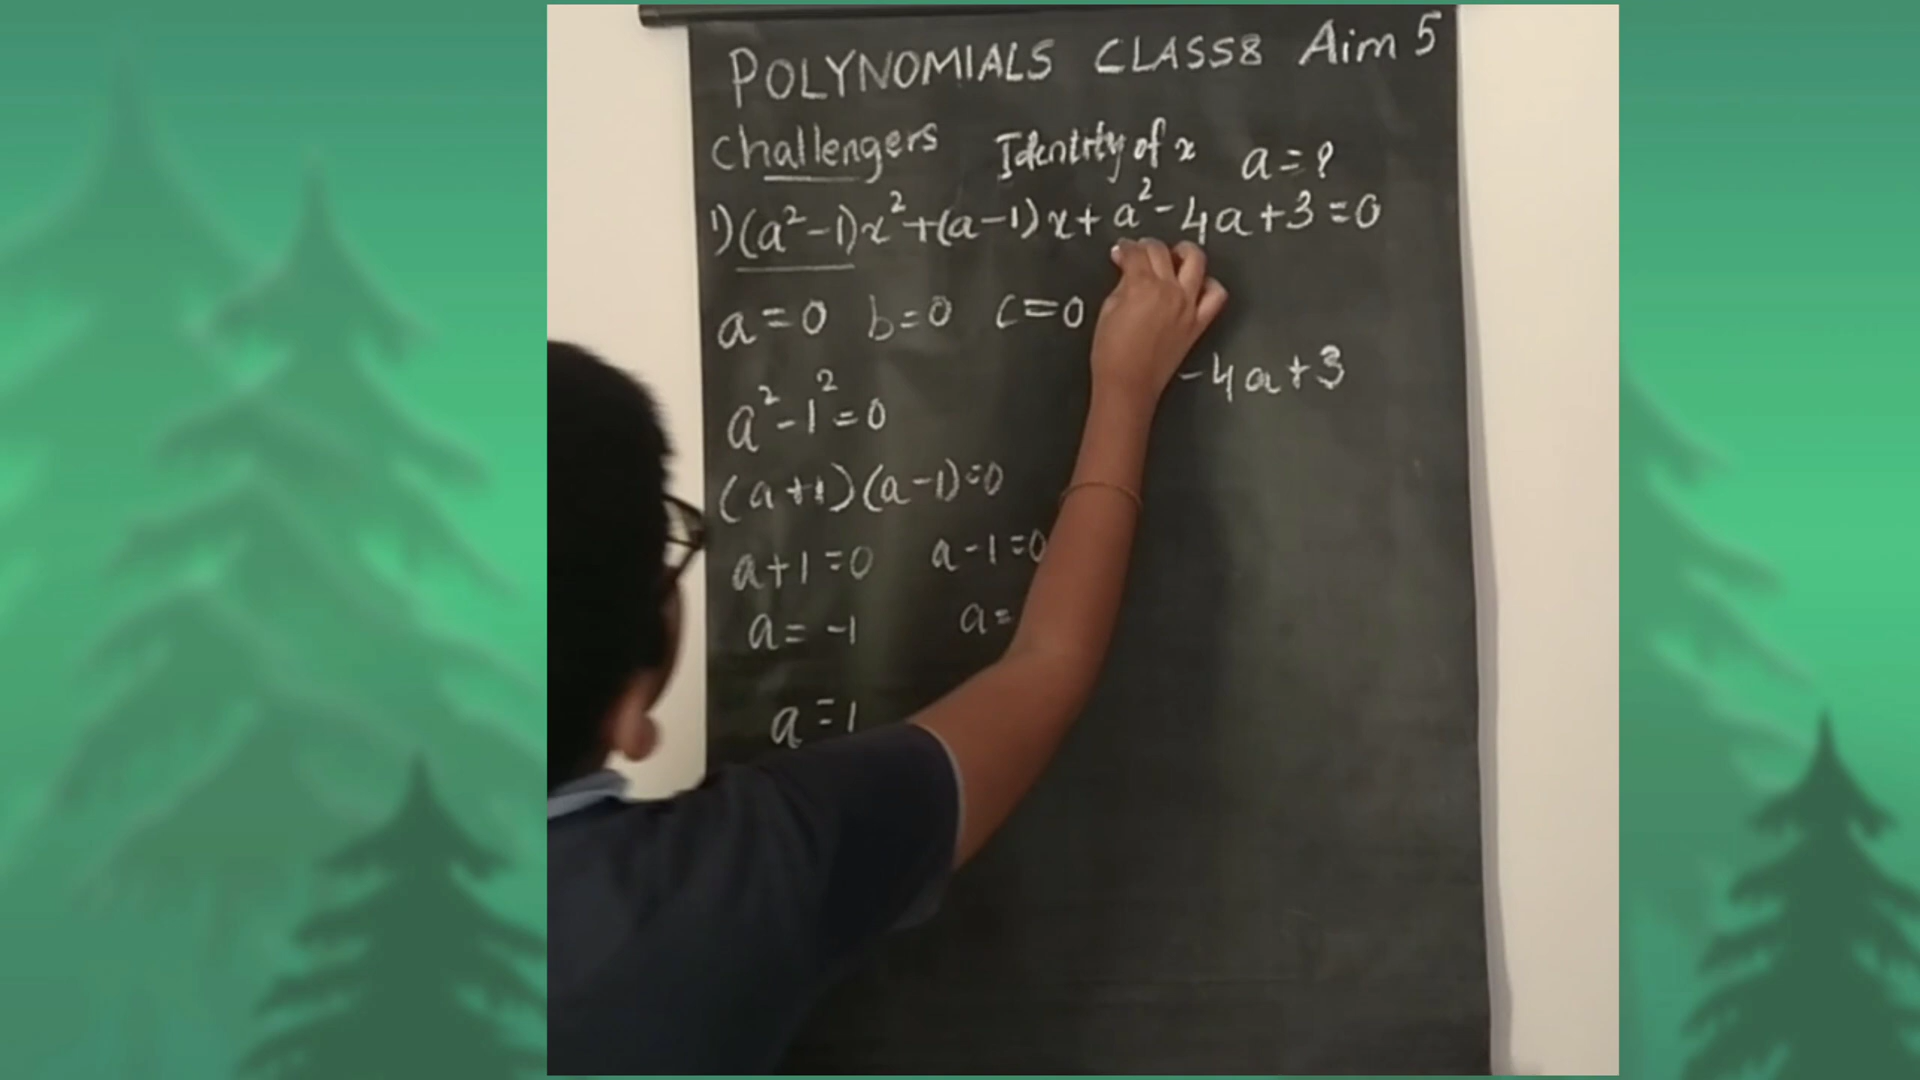 POLYNOMIALS CLASS8 Aim 5
challengers Identity of x a=?
1) (a²-1)x²+(a-1)x+a²-4a+3=0
a=0 b=0 c=0
-4a+3
a²-1²=0
(a+1)(a-1)=0
a+1=0 a-1=0
a=-1 a=
a=1